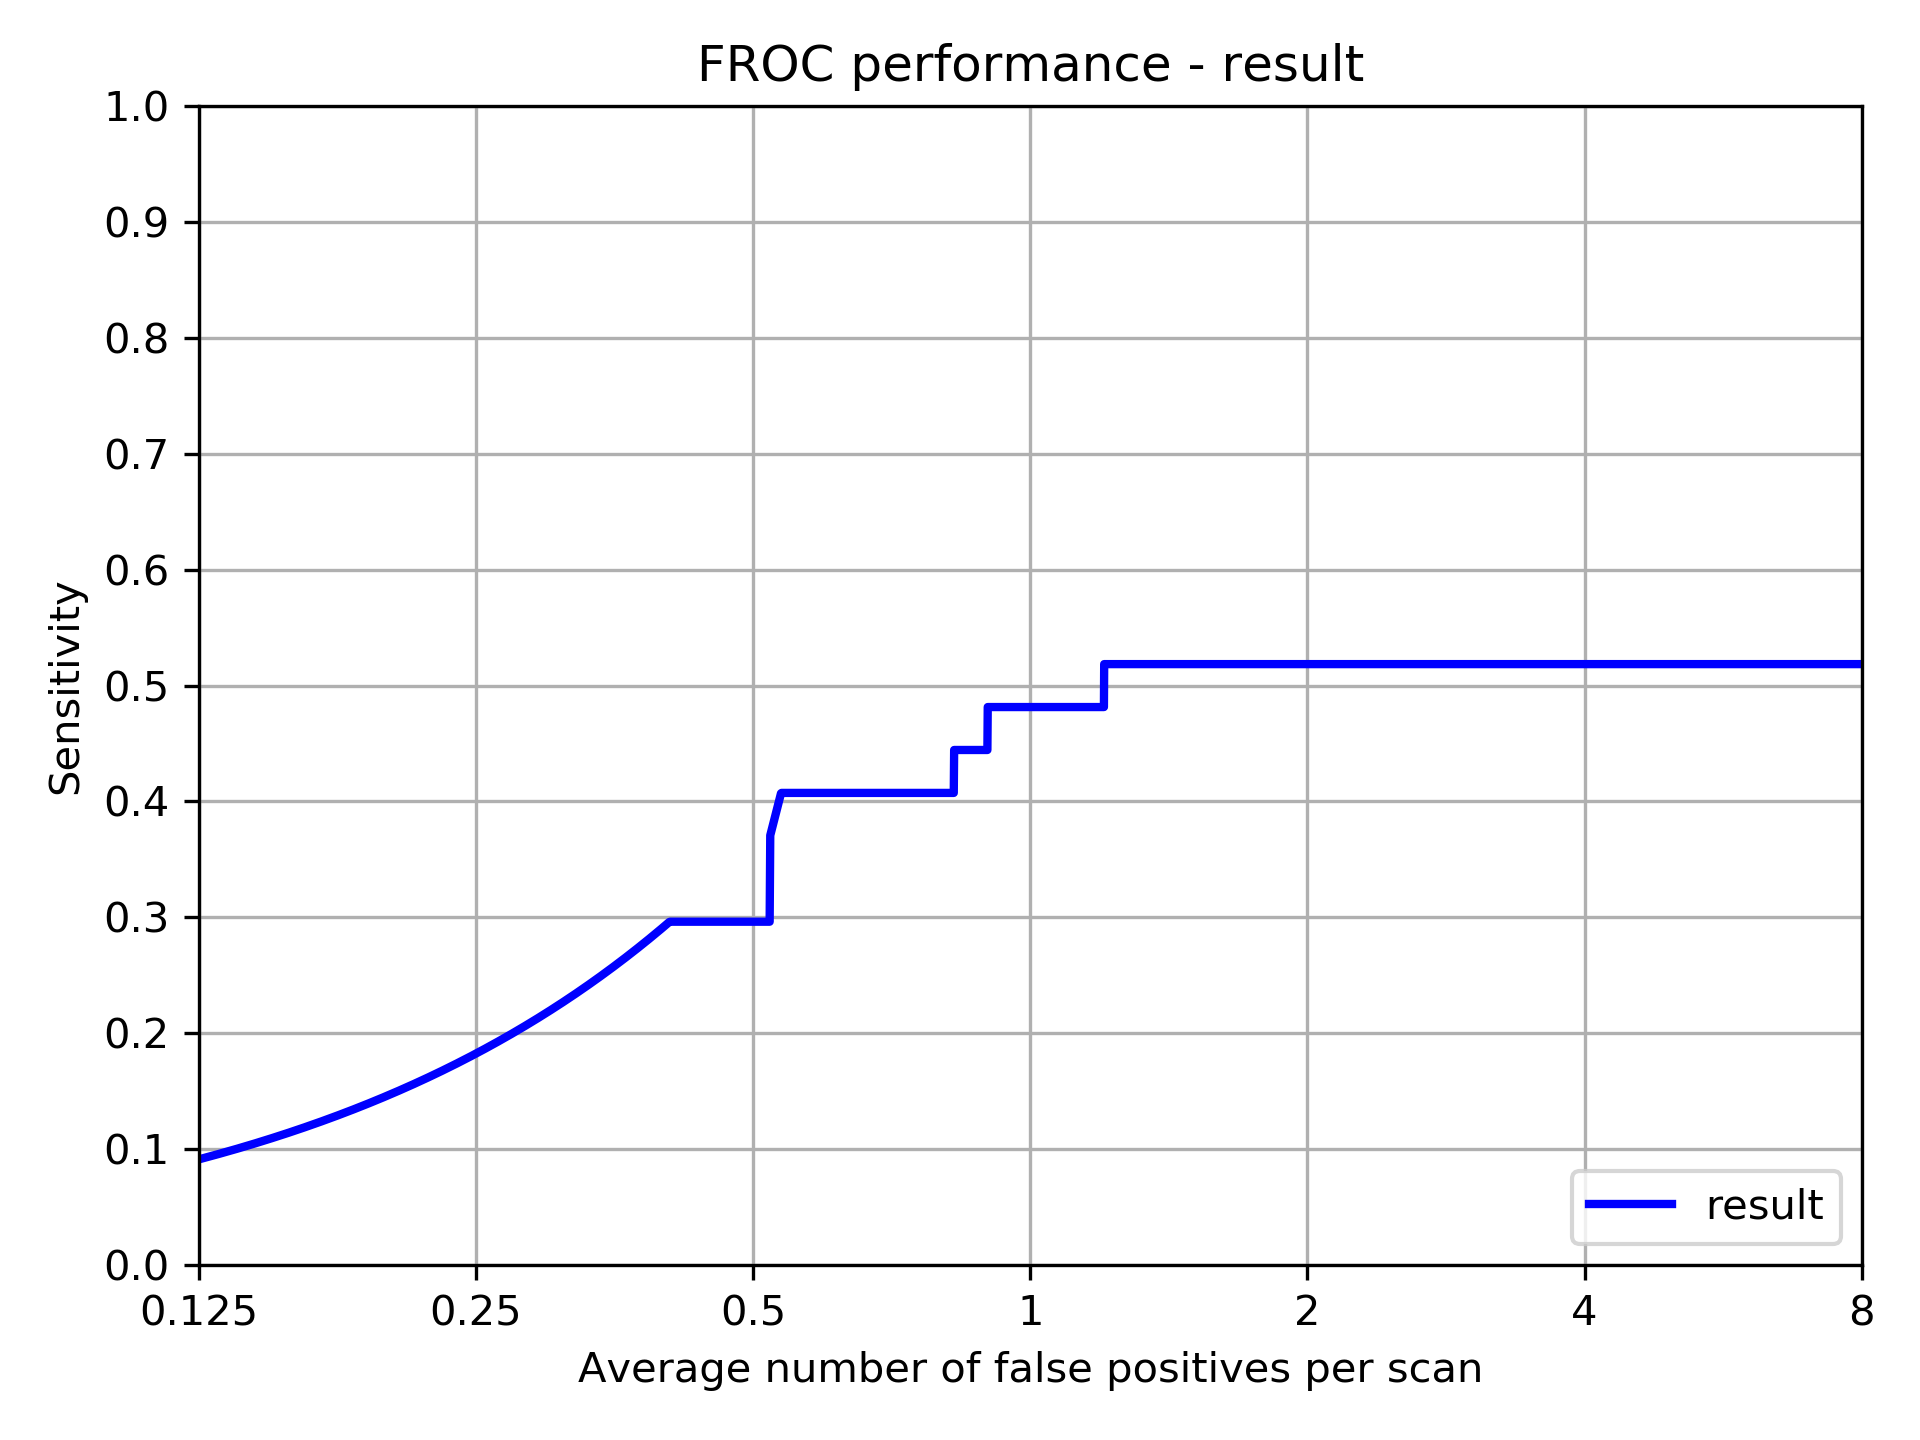 FROC performance - result
1.0
0.9
0.8
0.7
0.6
0.5
0.4
0.3
0.2
0.1
0.0
Sensitivity
result
0.125 0.25 0.5 1 2 4 8
Average number of false positives per scan